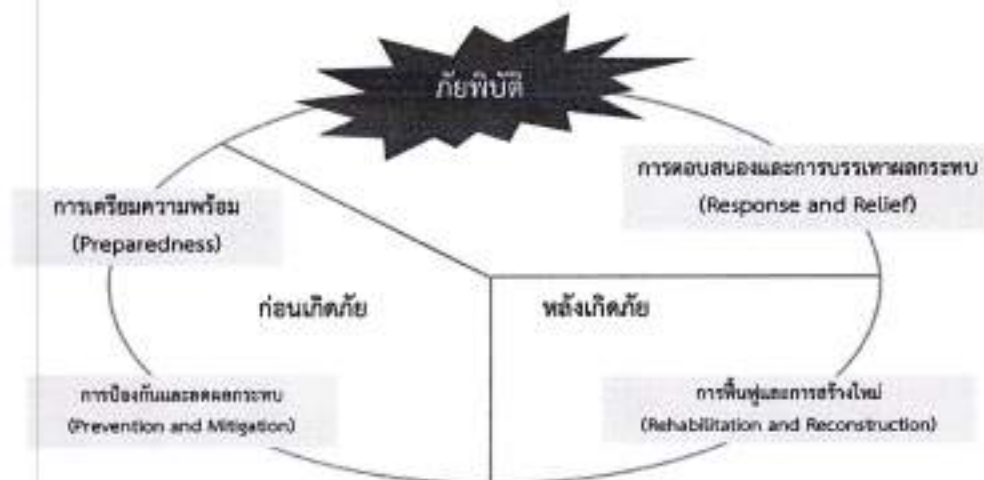 ภัยพิบัติ
การตอบสนองและการบรรเทาผลกระทบ
(Response and Relief)
การเตรียมความพร้อม
(Preparedness)
ก่อนเกิดภัย
หลังเกิดภัย
การป้องกันและลดผลกระทบ
(Prevention and Mitigation)
การฟื้นฟูและการสร้างใหม่
(Rehabilitation and Reconstruction)